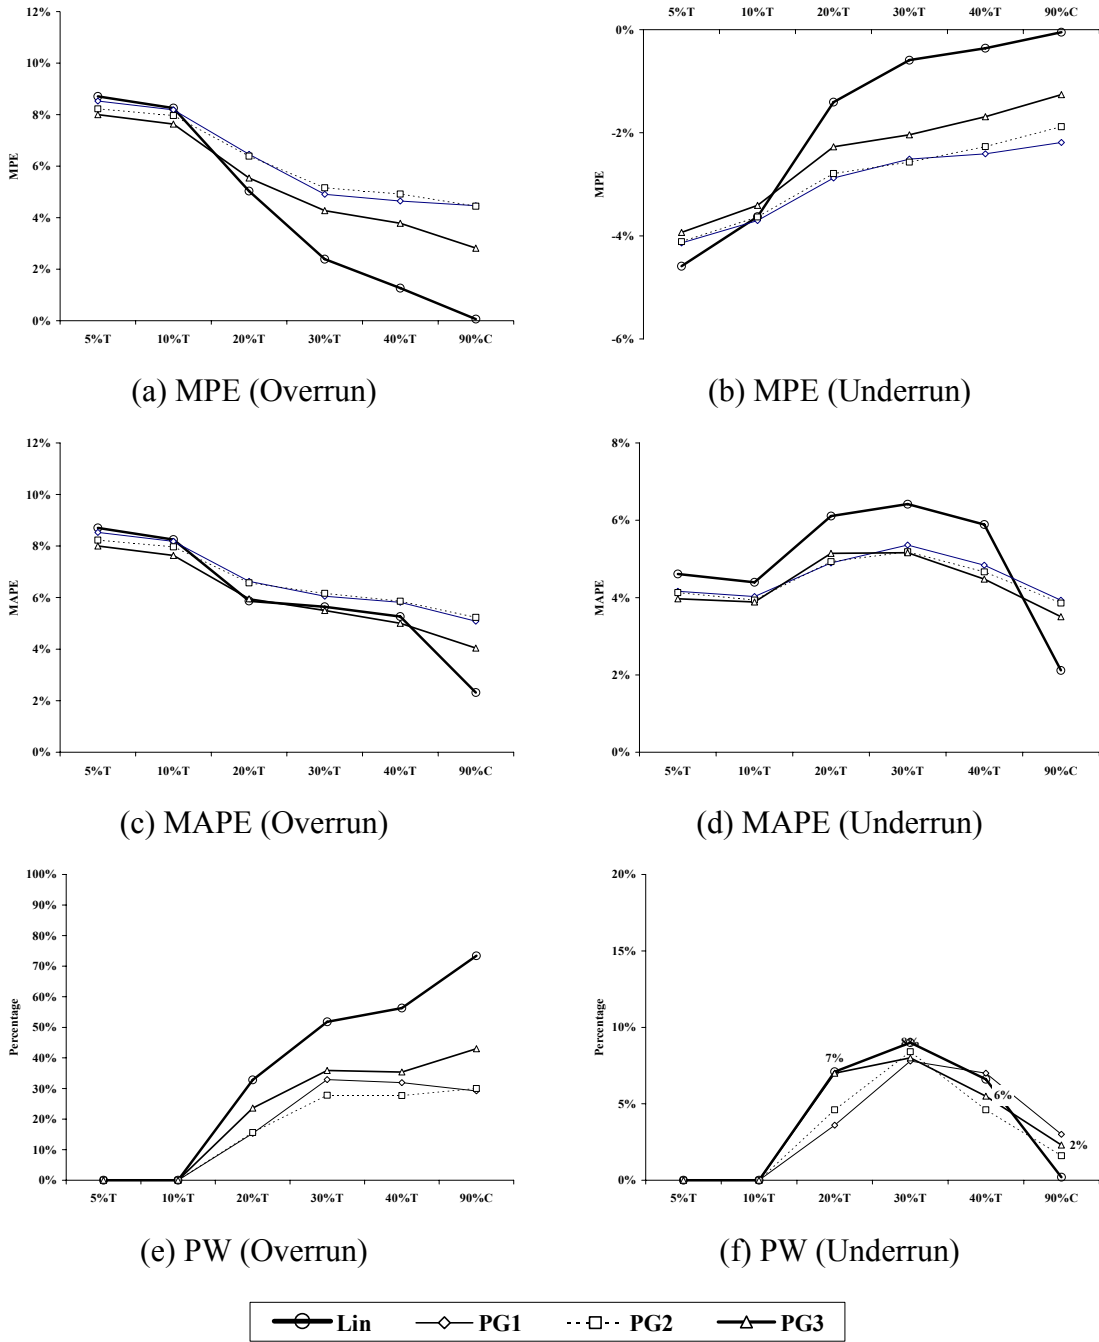 12%
10%
8%
6%
4%
2%
0%
MPE
5%T 10%T 20%T 30%T 40%T 90%C
(a) MPE (Overrun)
5%T 10%T 20%T 30%T 40%T 90%C
0%
-2%
-4%
-6%
MPE
(b) MPE (Underrun)
12%
10%
8%
6%
4%
2%
0%
MAPE
5%T 10%T 20%T 30%T 40%T 90%C
(c) MAPE (Overrun)
8%
6%
4%
2%
0%
MAPE
5%T 10%T 20%T 30%T 40%T 90%C
(d) MAPE (Underrun)
100%
90%
80%
70%
60%
50%
40%
30%
20%
10%
0%
Percentage
5%T 10%T 20%T 30%T 40%T 90%C
(e) PW (Overrun)
20%
15%
10%
5%
0%
Percentage
7%
6%
2%
5%T 10%T 20%T 30%T 40%T 90%C
(f) PW (Underrun)
Lin PG1 PG2 PG3